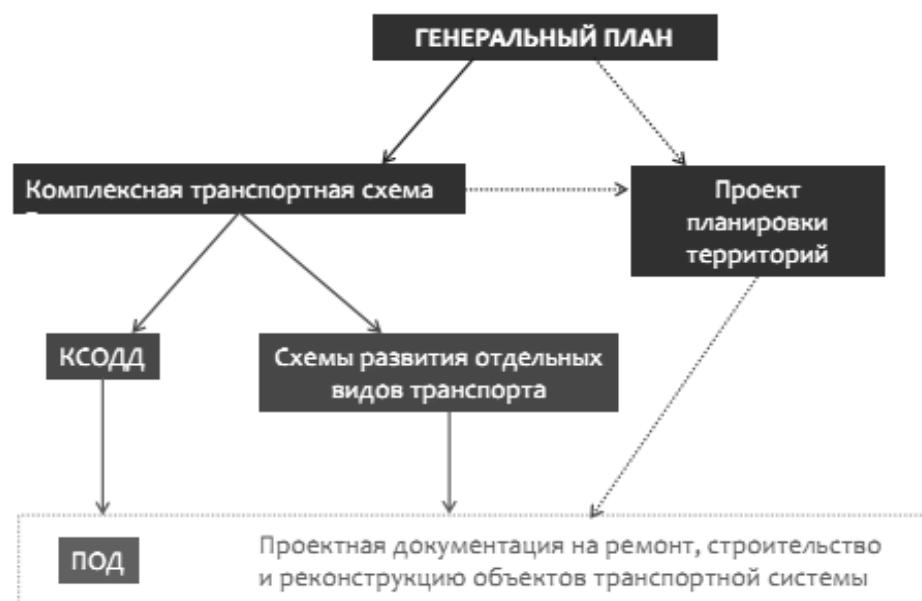 ГЕНЕРАЛЬНЫЙ ПЛАН
Комплексная транспортная схема
Проект
планировки
территорий
КСОДД
Схемы развития отдельных
видов транспорта
ПОД
Проектная документация на ремонт, строительство
и реконструкцию объектов транспортной системы